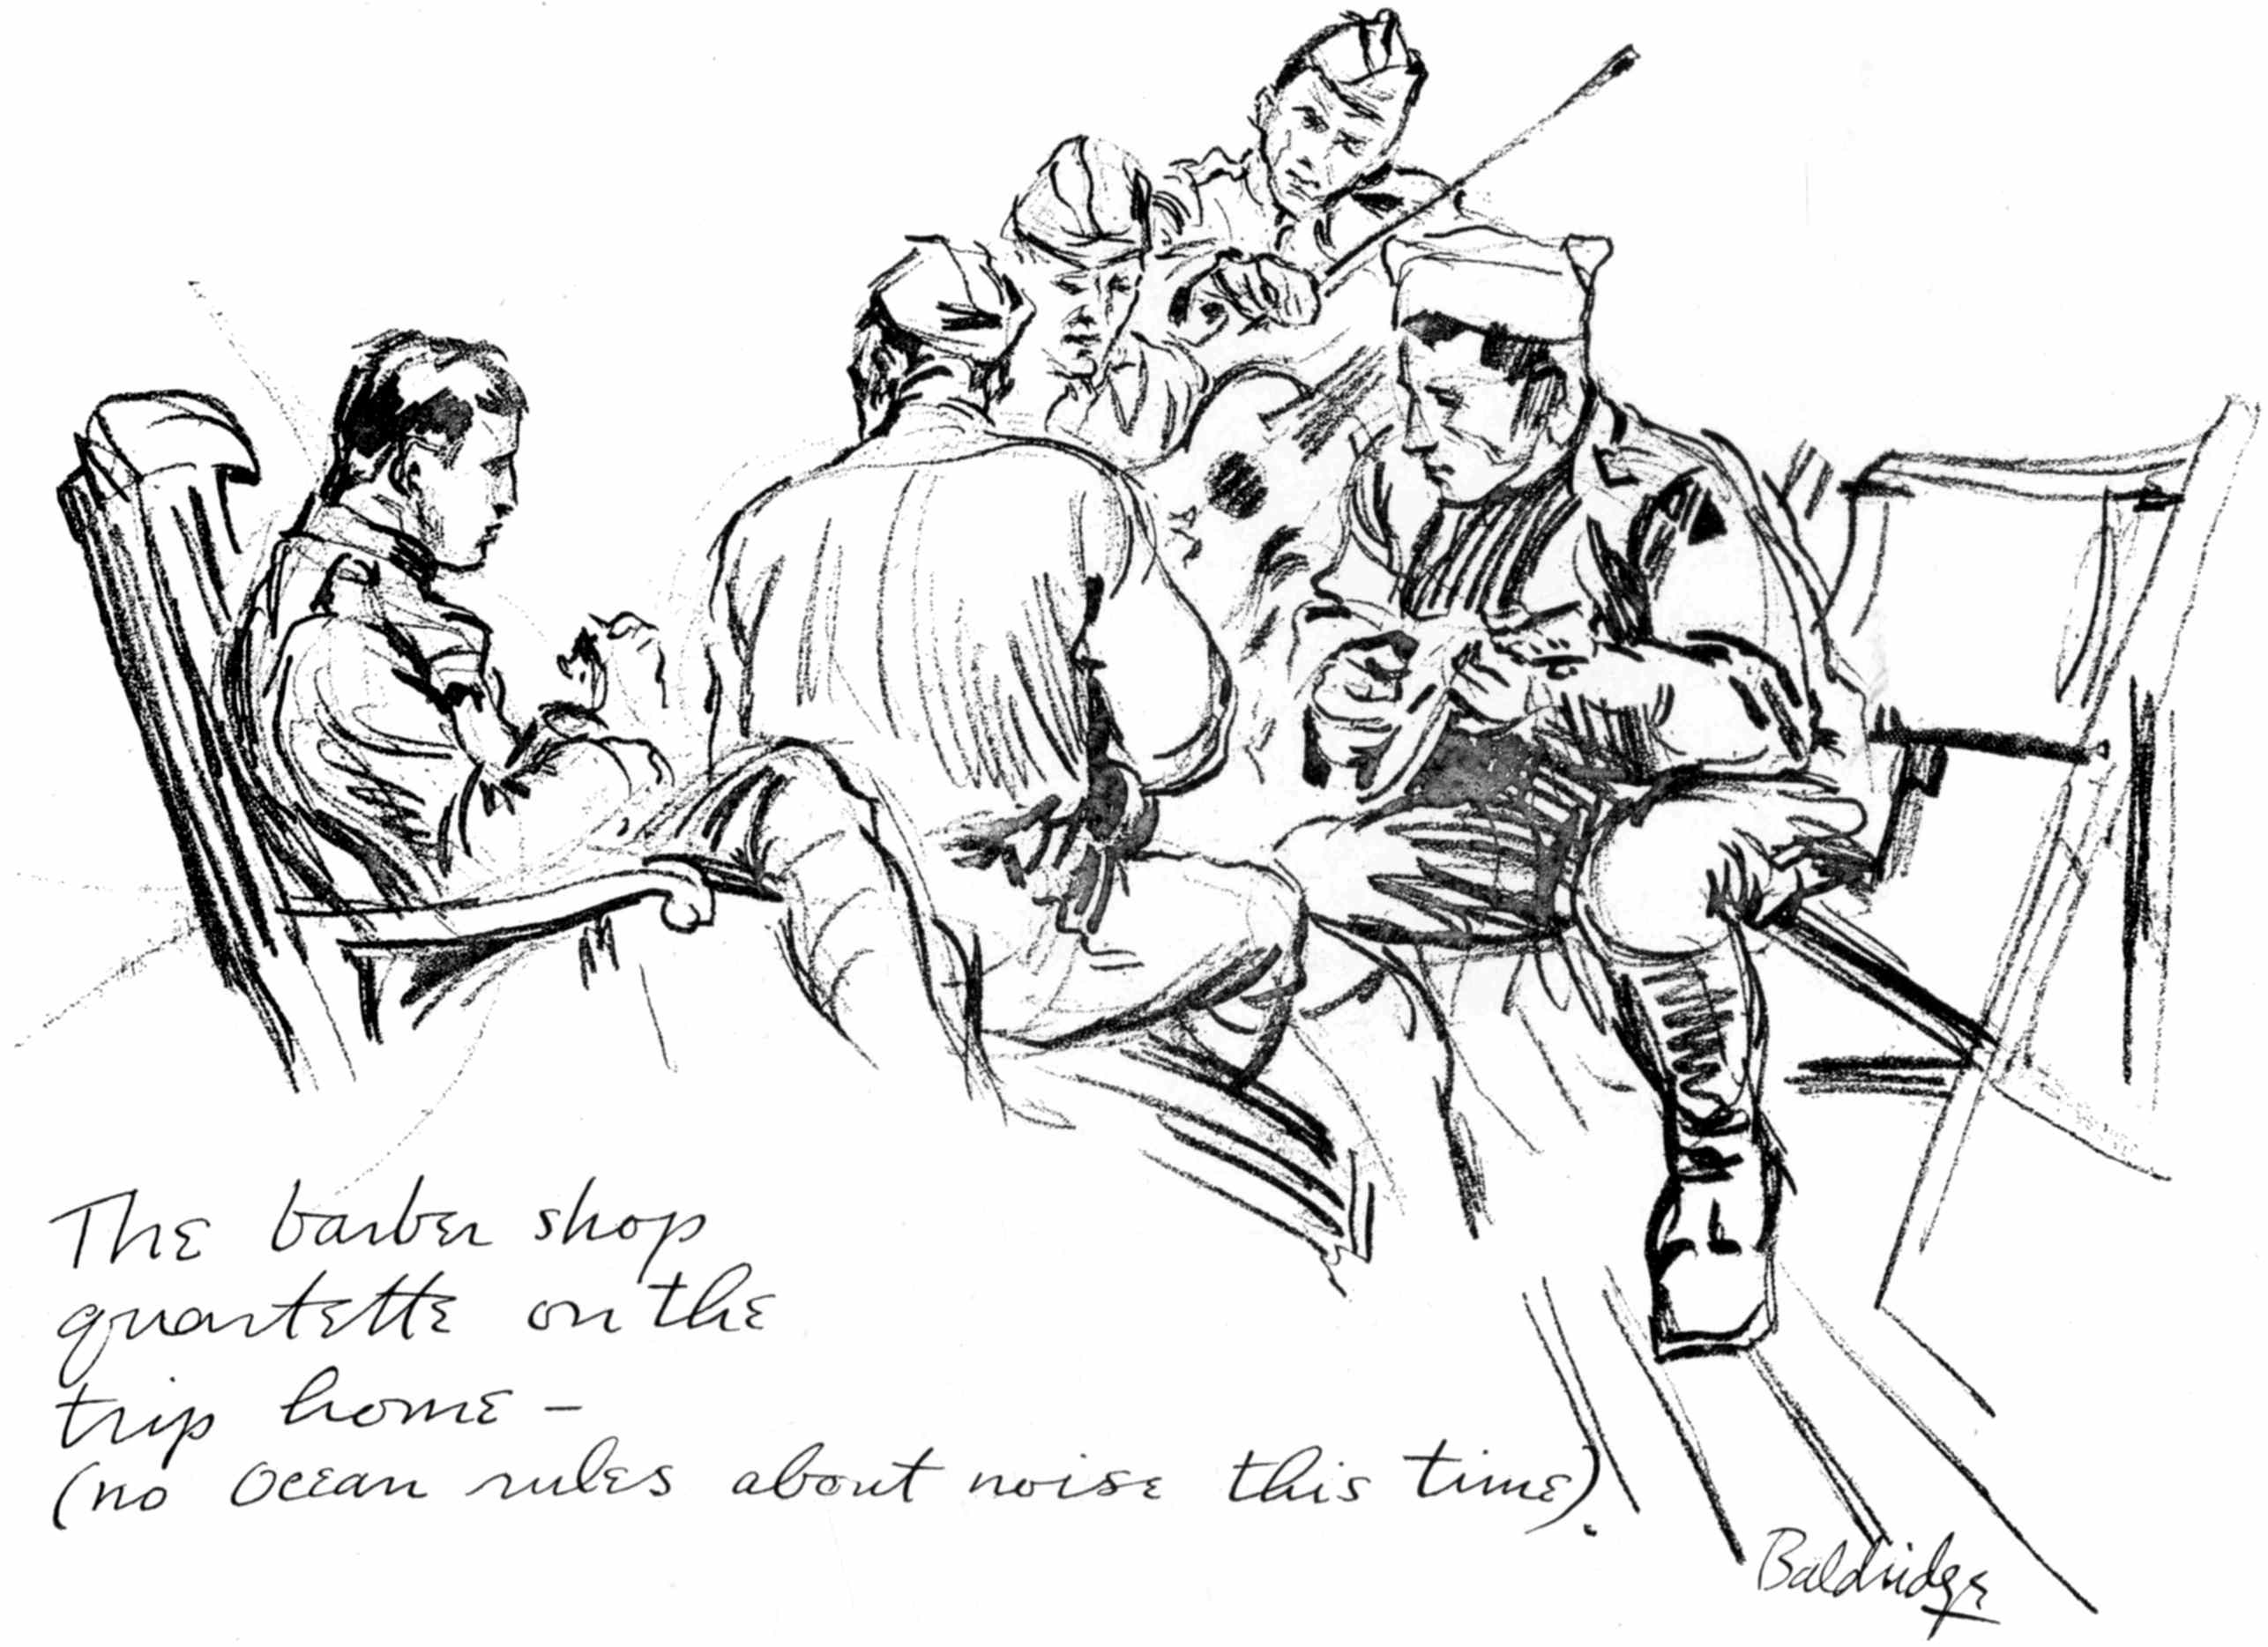 The barber shop
quartette on the
trip home -
(no ocean rules about noise this time).
Baldridge